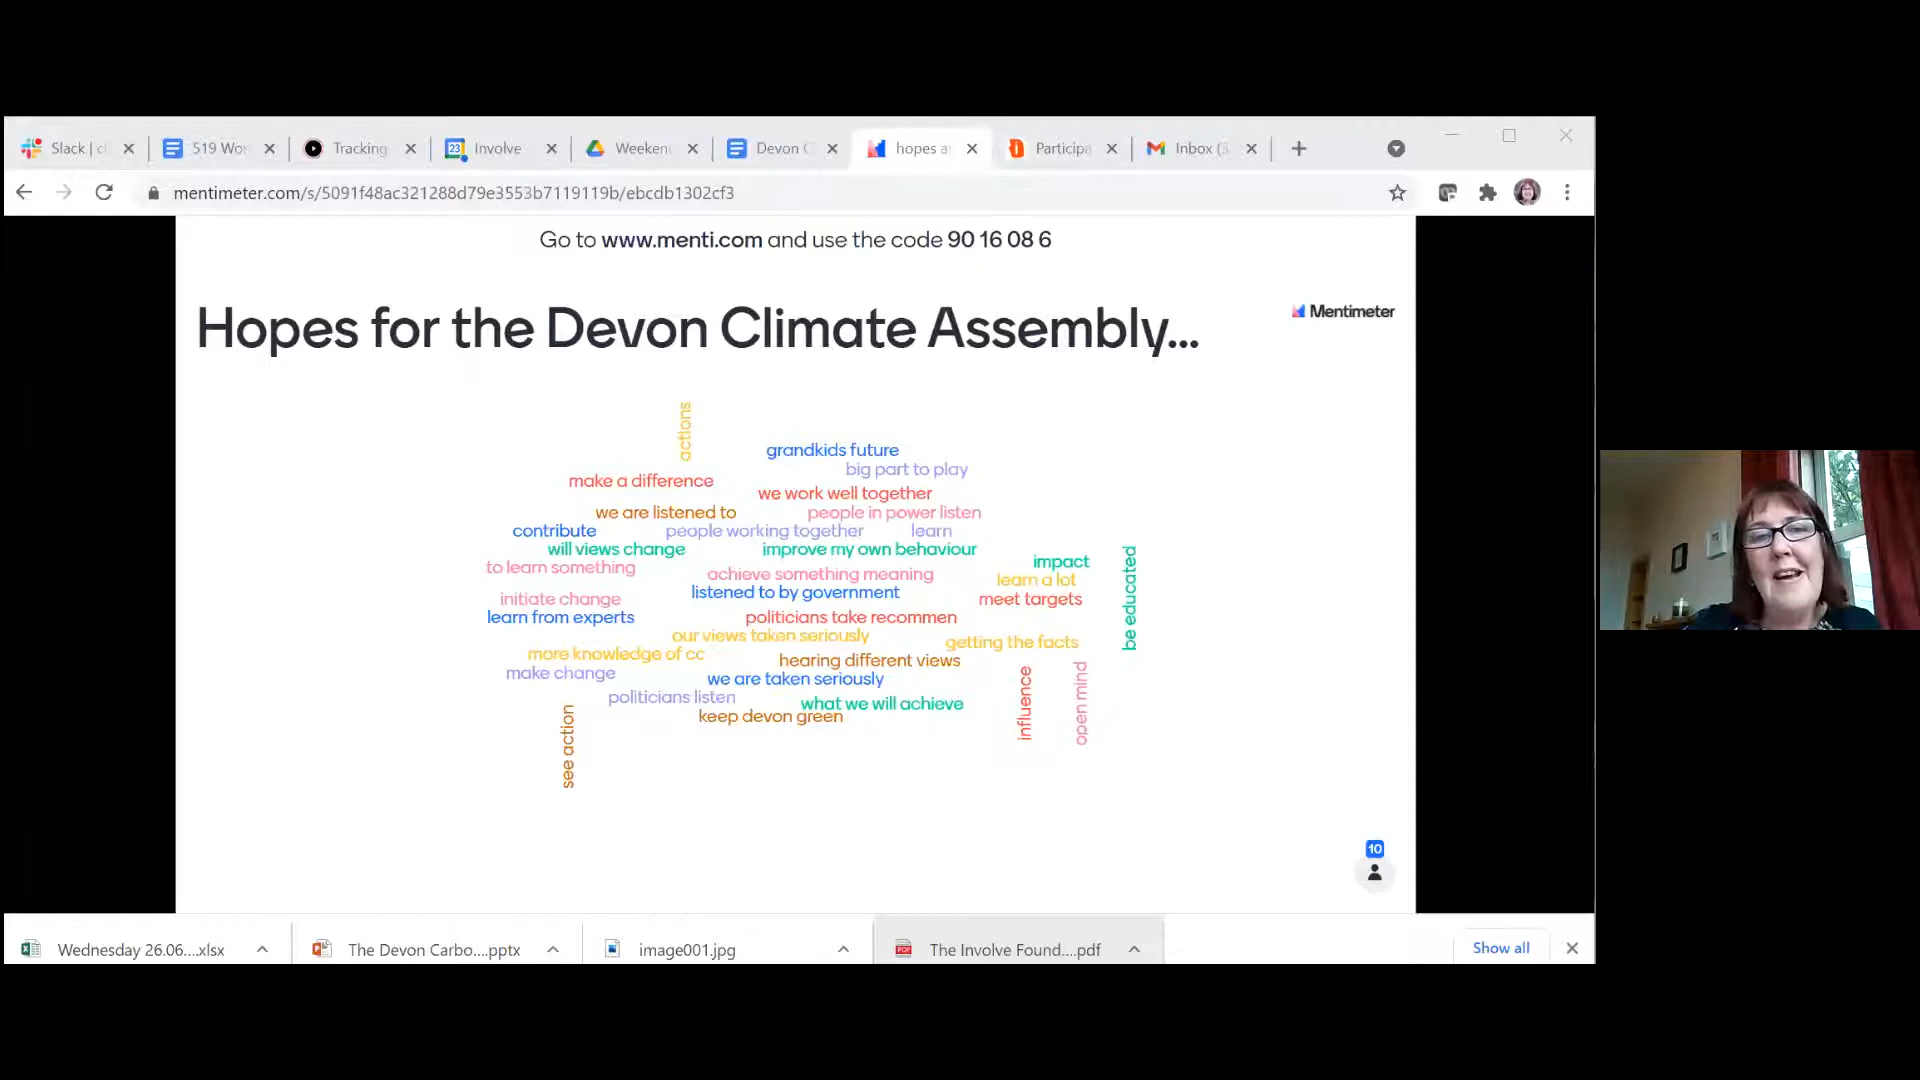 Slack | c
519 Wor
Tracking
23
Involve
Weeken
Devon C
hopes a
Participa
Inbox (3
mentimeter.com/s/5091f48ac321288d79e3553b7119119b/ebcdb1302cf3
Go to www.menti.com and use the code 90 16 08 6
Hopes for the Devon Climate Assembly...
Mentimeter
actions
grandkids future
big part to play
make a difference
we work well together
we are listened to
people in power listen
contribute
people working together
learn
will views change
improve my own behaviour
impact
be educated
to learn something
achieve something meaning
learn a lot
listened to by government
initiate change
meet targets
learn from experts
politicians take recommen
our views taken seriously
getting the facts
more knowledge of cc
hearing different views
make change
we are taken seriously
influence
open mind
politicians listen
what we will achieve
keep devon green
see action
10
Wednesday 26.06....xlsx
The Devon Carbo....pptx
image001.jpg
PDF
The Involve Found....pdf
Show all